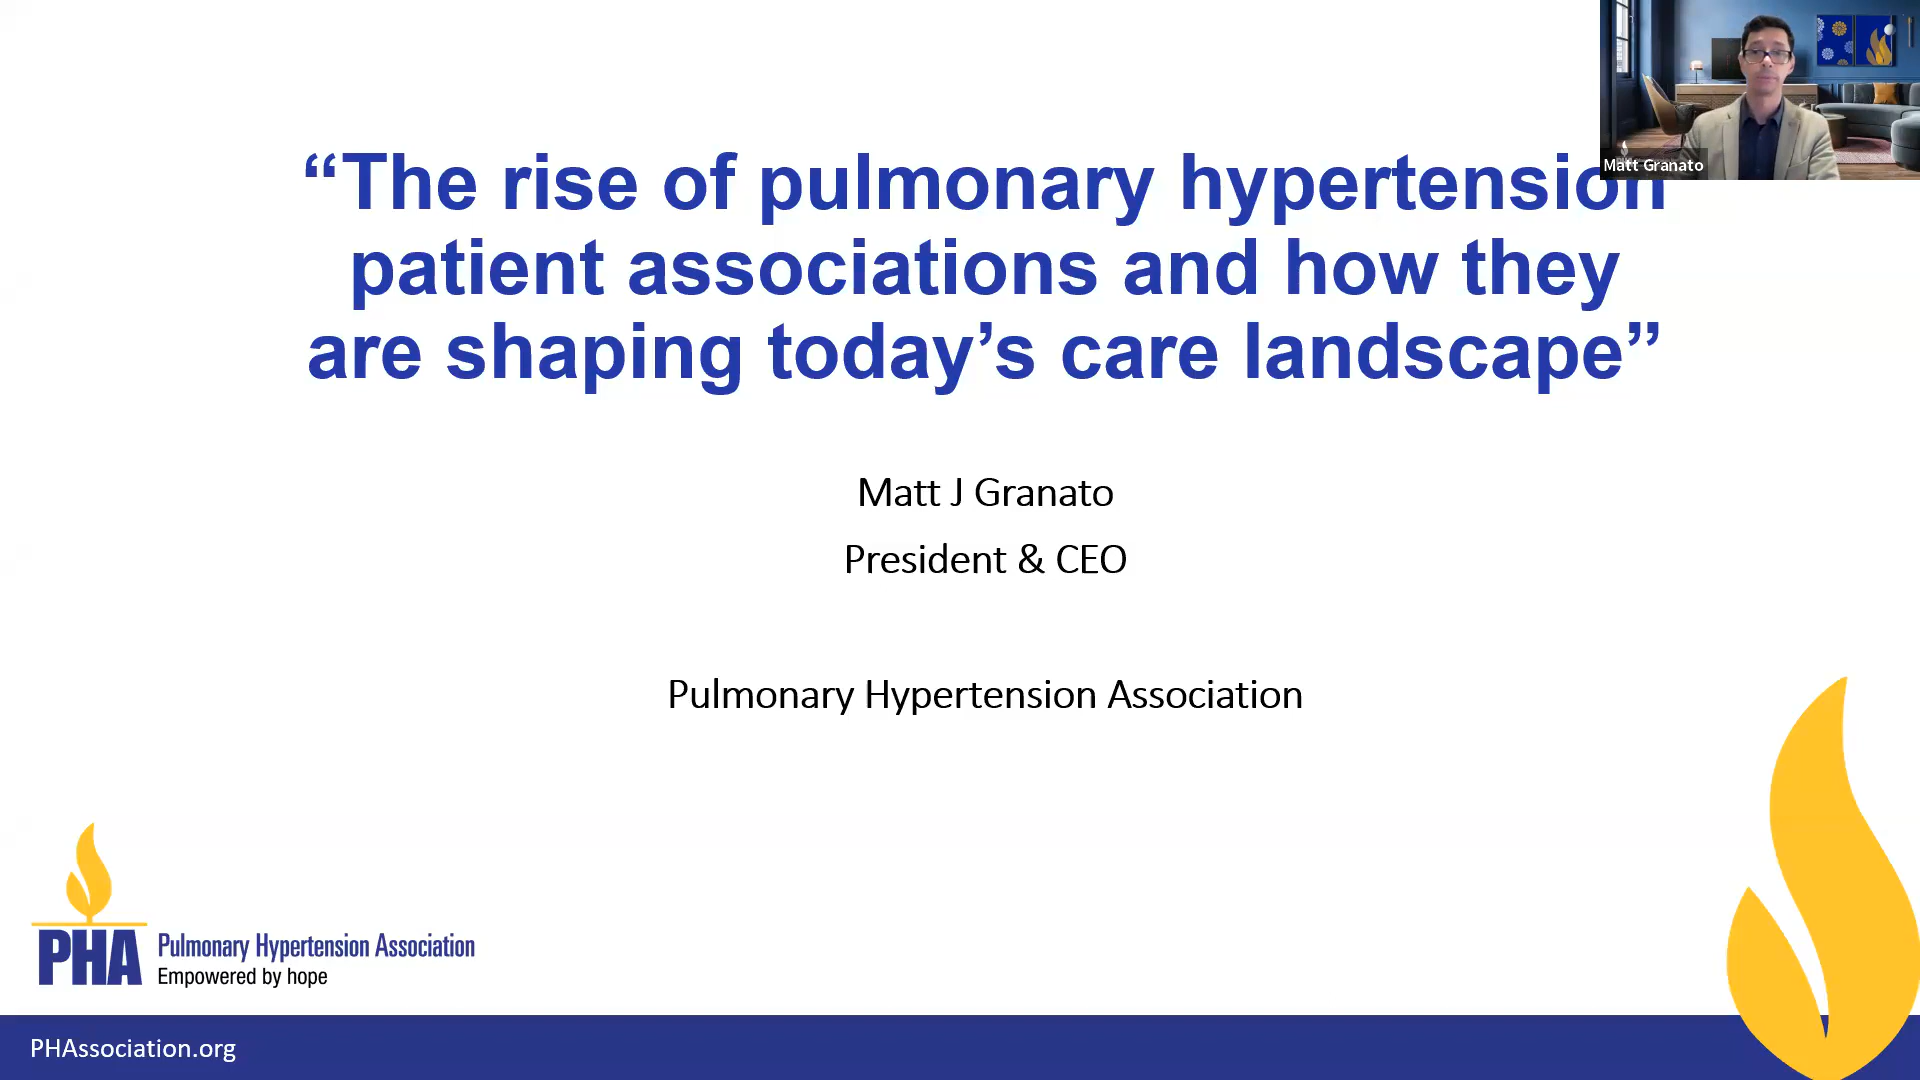 “The rise of pulmonary hypertension
patient associations and how they
are shaping today’s care landscape”
Matt Granato
Matt J Granato
President & CEO
Pulmonary Hypertension Association
PHA
Pulmonary Hypertension Association
Empowered by hope
PHAssociation.org